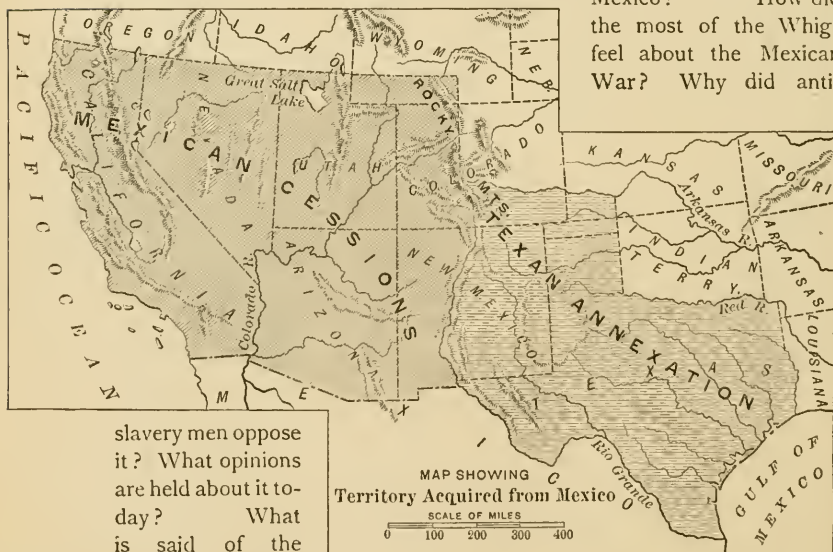 Mexico? How did
the most of the Whigs
feel about the Mexican
War? Why did anti-
OREGON
IDAHO
WYOMING
NEB
PACIFIC OCEAN
CALIFORNIA
NEVADA
Great Salt
Lake
UTAH
ROCKY
MTS.
COLORADO
KANSAS
MISSOURI
MEXICAN CESSIONS
Arkansas R.
INDIAN
TERRY.
ARKANSAS
ARIZONA
NEW MEXICO
Colorado R.
TEXAN ANNEXATION
Red R.
LOUISIANA
TEXAS
MEXICO
Rio Grande
GULF OF
MEXICO
slavery men oppose
it? What opinions
are held about it to-
day? What
is said of the
MAP SHOWING
Territory Acquired from Mexico
SCALE OF MILES
0 100 200 300 400